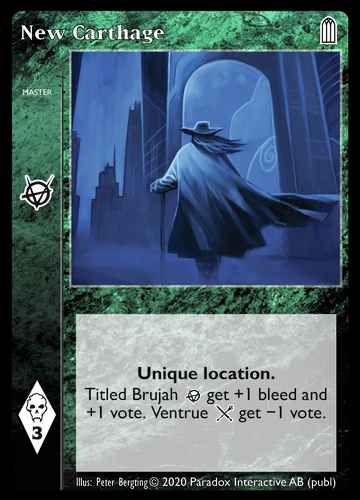 New Carthage
MASTER
Unique location.
Titled Brujah get +1 bleed and
+1 vote. Ventrue get −1 vote.
3
Illus: Peter Bergting © 2020 Paradox Interactive AB (publ)